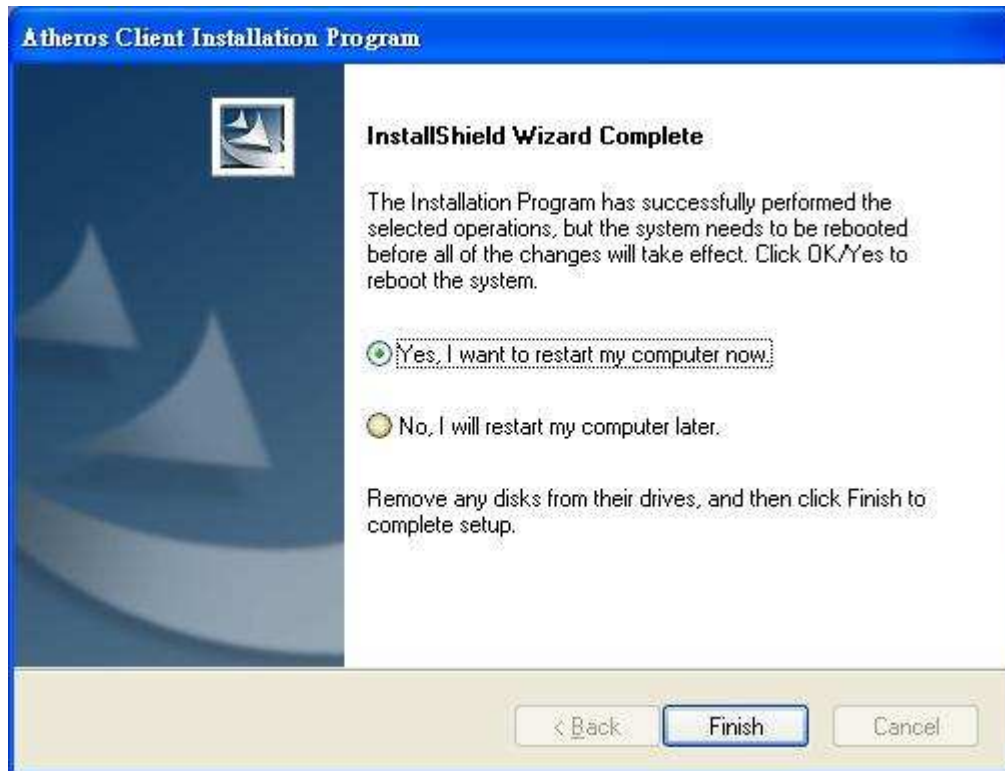 Atheros Client Installation Program
InstallShield Wizard Complete
The Installation Program has successfully performed the
selected operations, but the system needs to be rebooted
before all of the changes will take effect. Click OK/Yes to
reboot the system.
Yes, I want to restart my computer now.
No, I will restart my computer later.
Remove any disks from their drives, and then click Finish to
complete setup.
< Back Finish Cancel